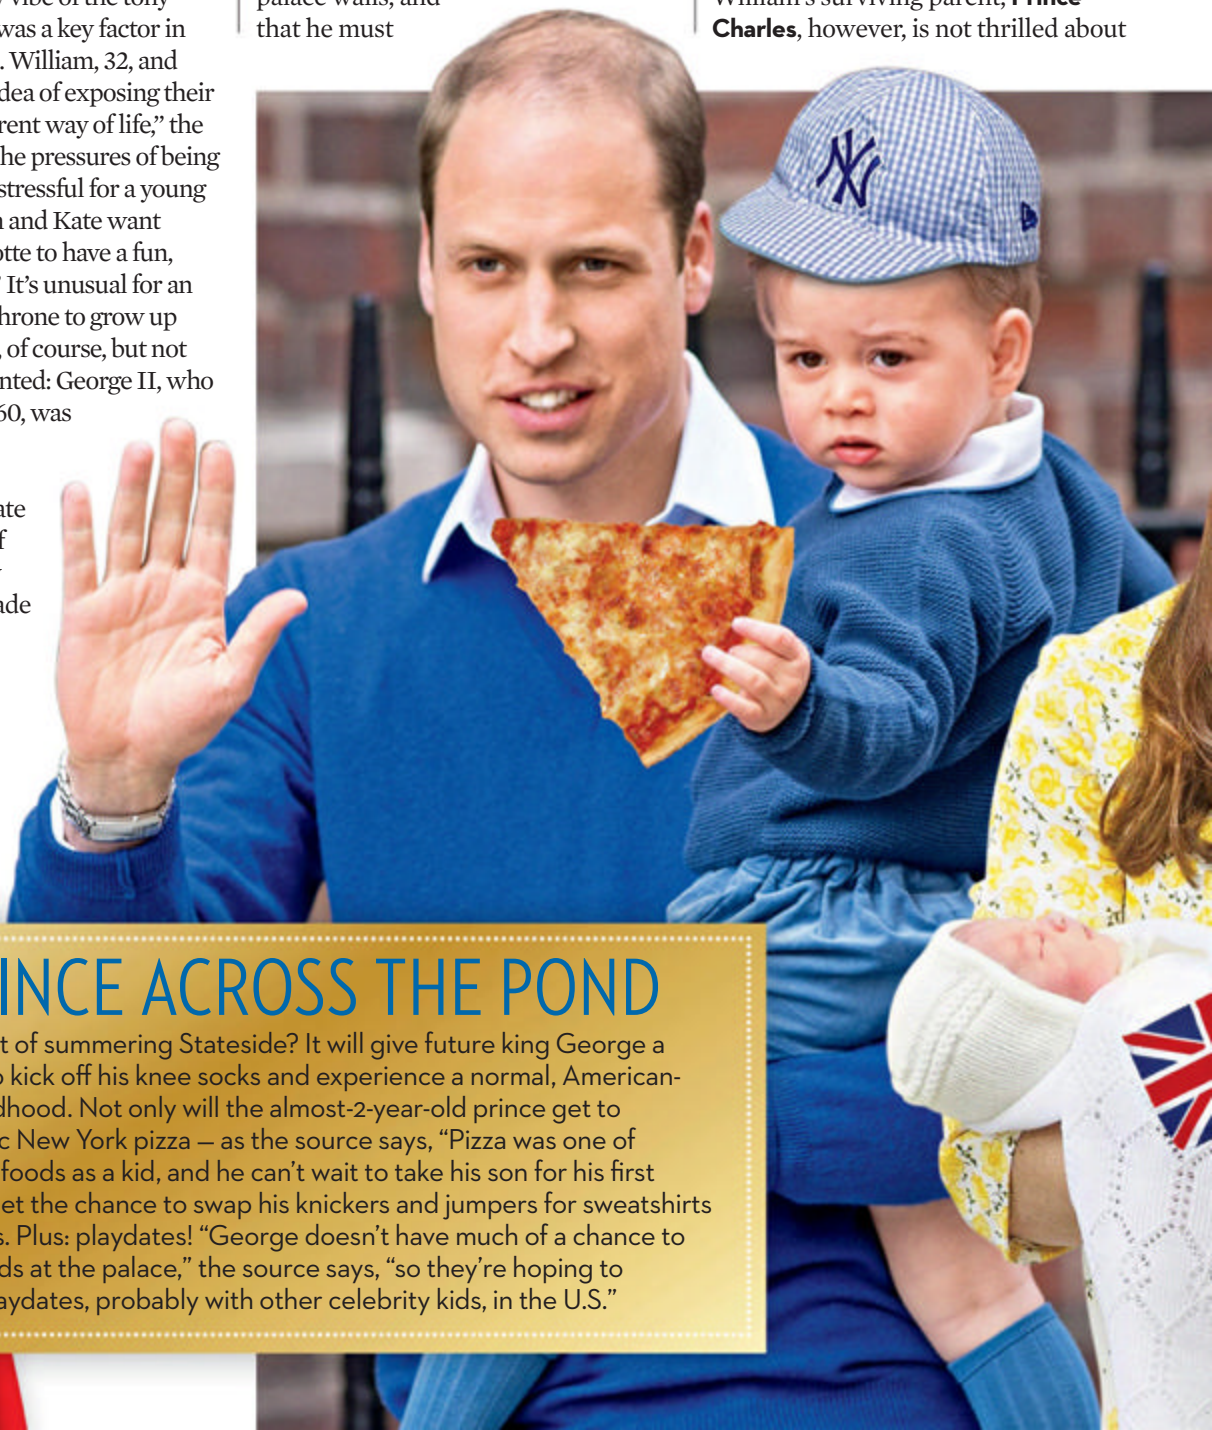 vibe of the tony
was a key factor in
. William, 32, and
dea of exposing their
rent way of life,” the
he pressures of being
stressful for a young
n and Kate want
otte to have a fun,
It’s unusual for an
hrone to grow up
, of course, but not
nted: George II, who
60, was
ate
f
ade
palace walls, and
that he must
William’s surviving parent, Prince
Charles, however, is not thrilled about
NY
INCE ACROSS THE POND
t of summering Stateside? It will give future king George a
o kick off his knee socks and experience a normal, American-
dhood. Not only will the almost-2-year-old prince get to
c New York pizza — as the source says, “Pizza was one of
foods as a kid, and he can’t wait to take his son for his first
et the chance to swap his knickers and jumpers for sweatshirts
s. Plus: playdates! “George doesn’t have much of a chance to
ds at the palace,” the source says, “so they’re hoping to
aydates, probably with other celebrity kids, in the U.S.”